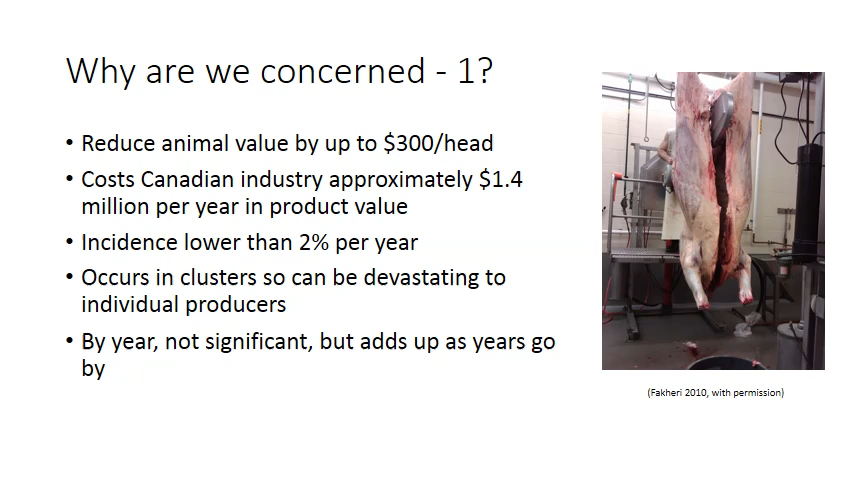 Why are we concerned - 1?
• Reduce animal value by up to $300/head
• Costs Canadian industry approximately $1.4
million per year in product value
• Incidence lower than 2% per year
• Occurs in clusters so can be devastating to
individual producers
• By year, not significant, but adds up as years go
by
(Fakheri 2010, with permission)